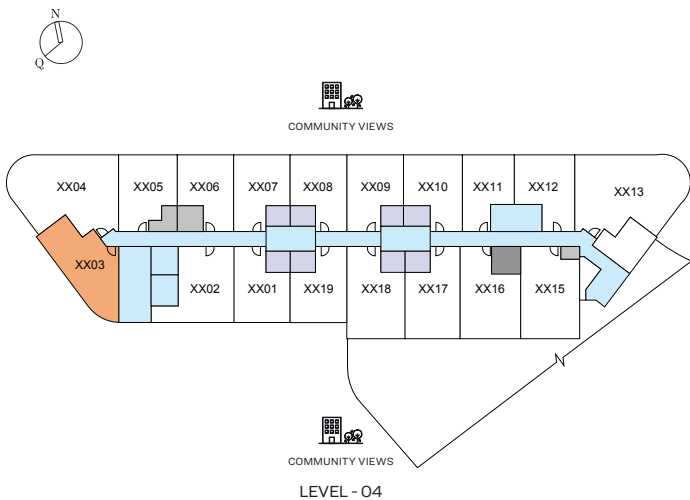 N
Q
COMMUNITY VIEWS
XX04
XX05
XX06
XX07
XX08
XX09
XX10
XX11
XX12
XX13
XX03
XX02
XX01
XX19
XX18
XX17
XX16
XX15
N
COMMUNITY VIEWS
LEVEL - 04